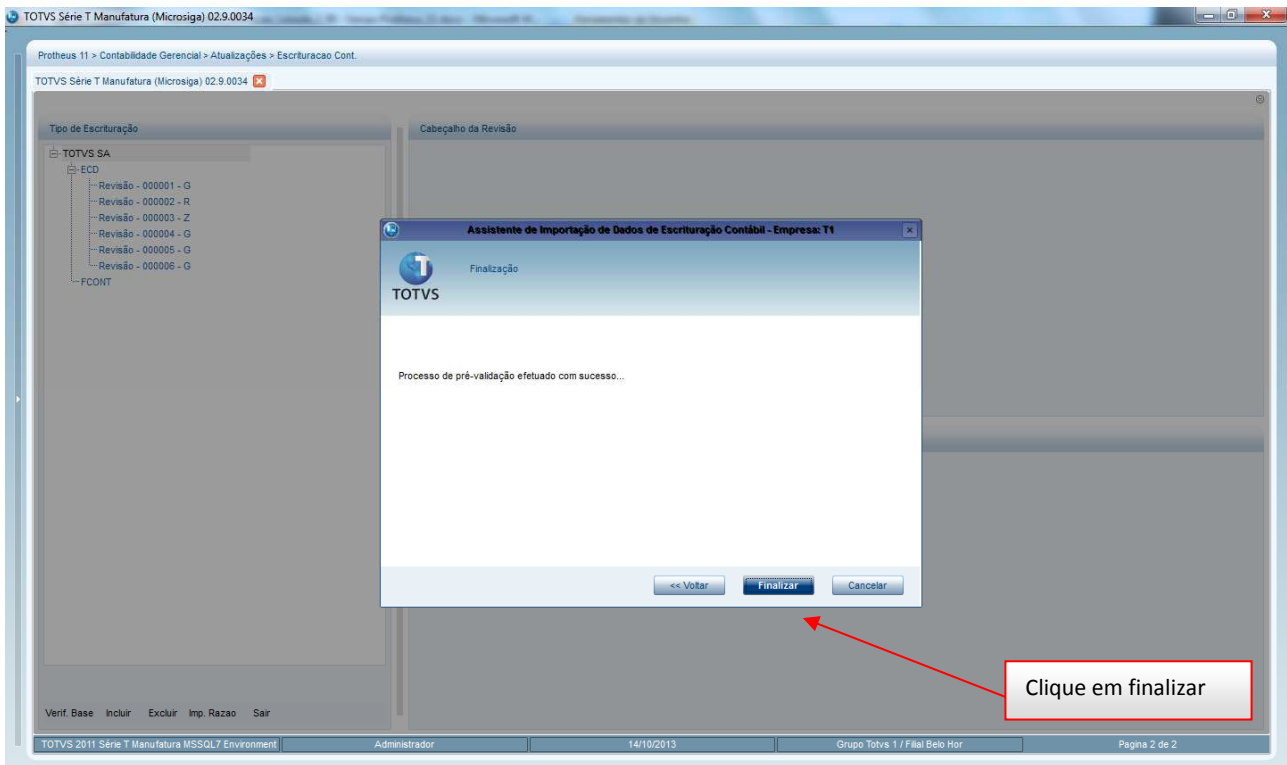 TOTVS Série T Manufatura (Microsiga) 02.9.0034
Protheus 11 > Contabilidade Gerencial > Atualizações > Escrituracao Cont.
TOTVS Série T Manufatura (Microsiga) 02.9.0034
Tipo de Escrituração
Cabeçalho da Revisão
TOTVS SA
ECD
Revisão - 000001 - G
Revisão - 000002 - R
Revisão - 000003 - Z
Revisão - 000004 - G
Revisão - 000005 - G
Revisão - 000006 - G
FCONT
Assistente de Importação de Dados de Escrituração Contábil - Empresa: T1
Finalização
TOTVS
Processo de pré-validação efetuado com sucesso...
<< Voltar Finalizar Cancelar
Clique em finalizar
Verif. Base Incluir Excluir Imp. Razao Sair
TOTVS 2011 Série T Manufatura MSSQL7 Environment Administrador 14/10/2013 Grupo Totvs 1 / Filial Belo Hor Pagina 2 de 2